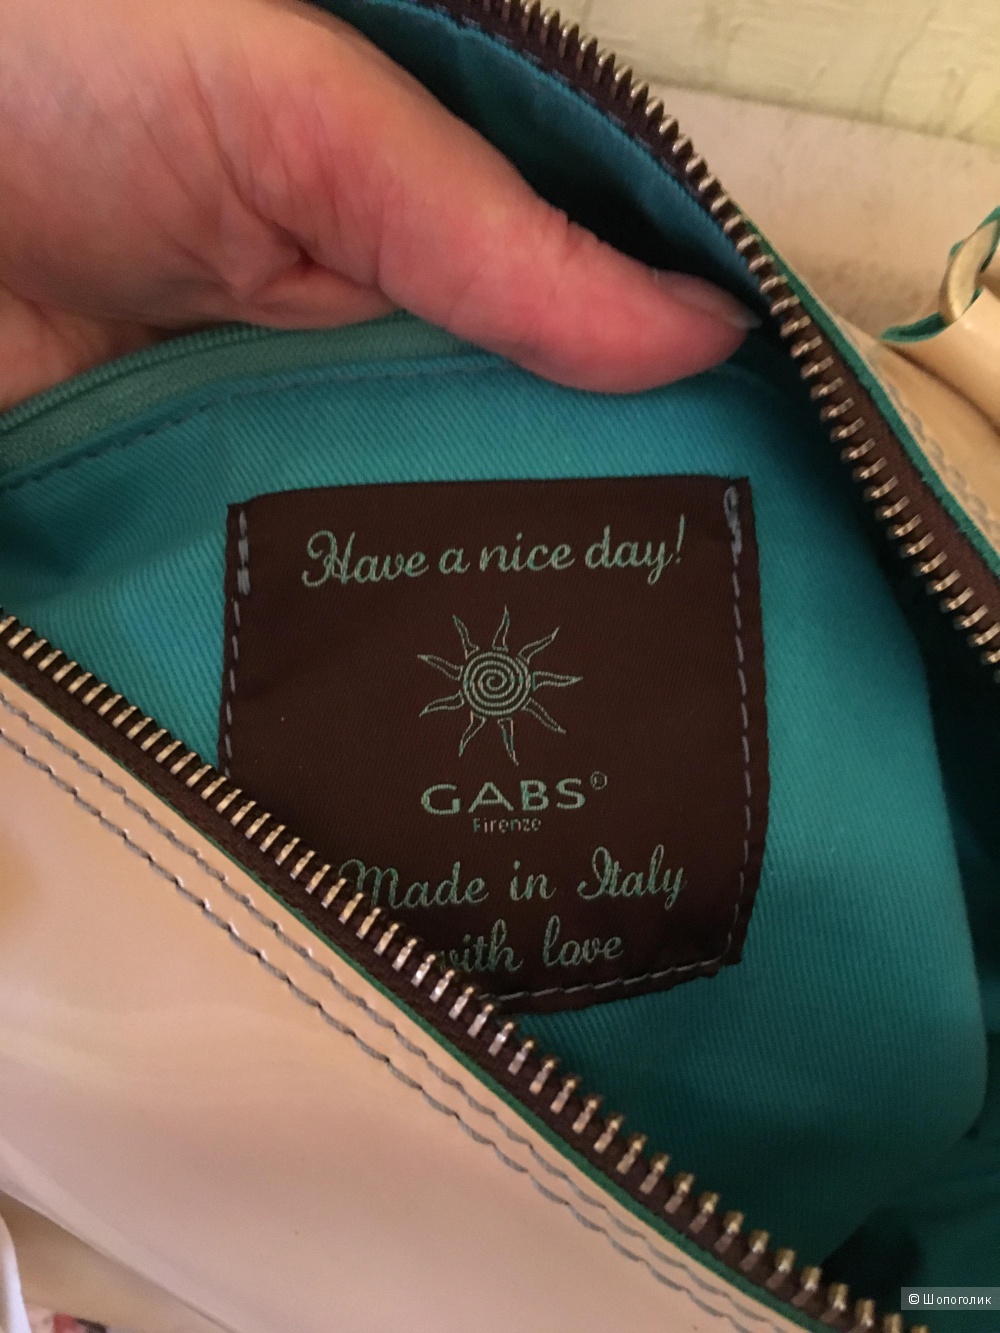 Have a nice day!
GABS©
Firenze
Made in Italy
with love
© Шопоголик